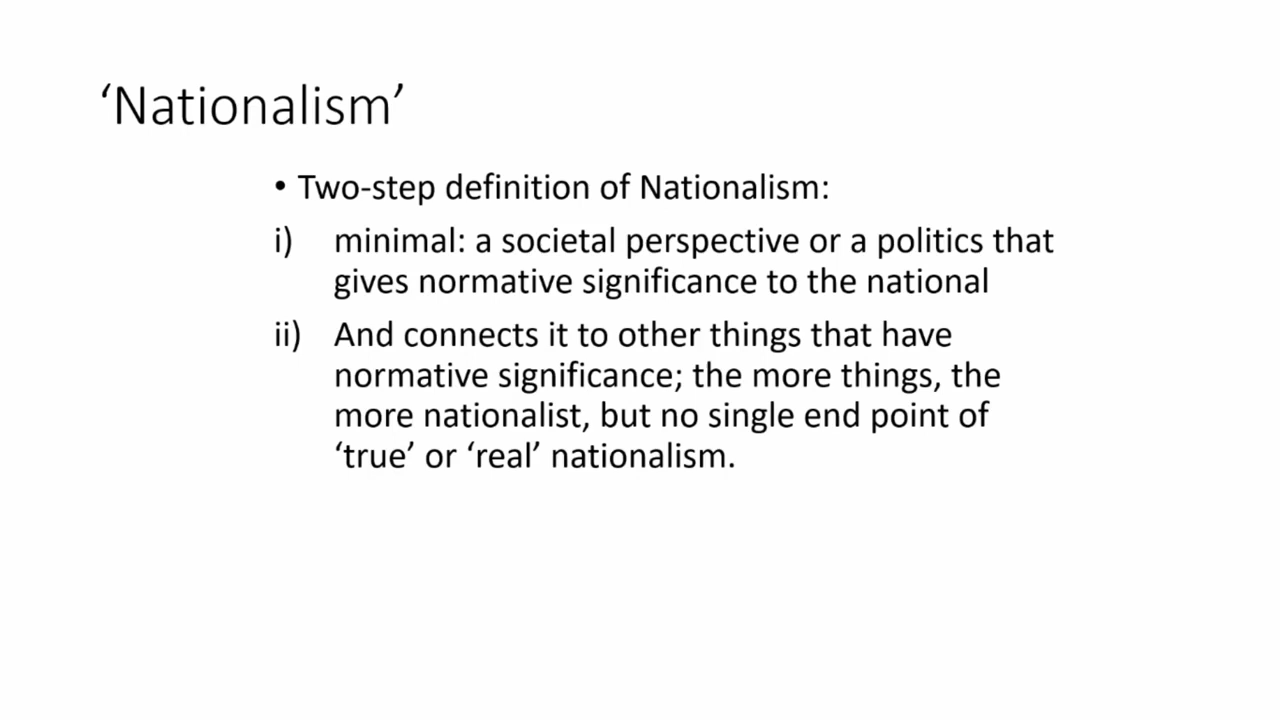 ‘Nationalism’
• Two-step definition of Nationalism:
i) minimal: a societal perspective or a politics that
gives normative significance to the national
ii) And connects it to other things that have
normative significance; the more things, the
more nationalist, but no single end point of
‘true’ or ‘real’ nationalism.